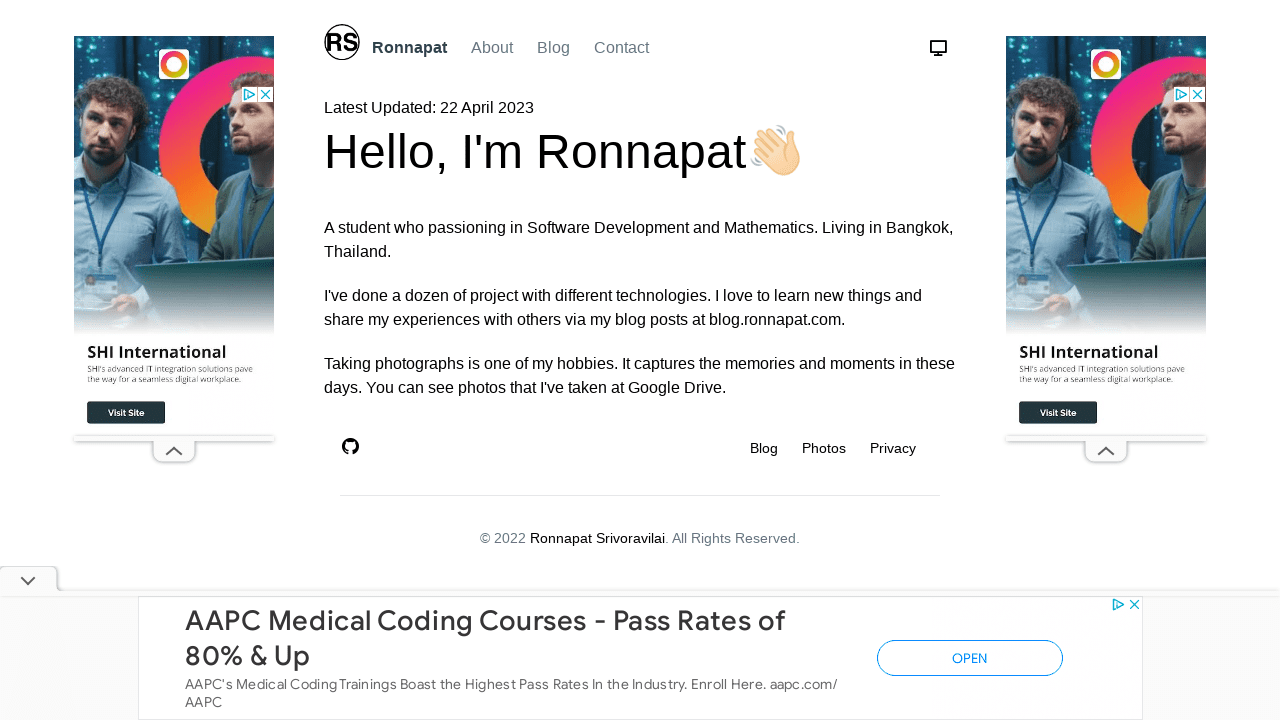 RS Ronnapat About Blog Contact
Latest Updated: 22 April 2023
Hello, I'm Ronnapat👋🏻
A student who passioning in Software Development and Mathematics. Living in Bangkok,
Thailand.
I've done a dozen of project with different technologies. I love to learn new things and
share my experiences with others via my blog posts at blog.ronnapat.com.
Taking photographs is one of my hobbies. It captures the memories and moments in these
days. You can see photos that I've taken at Google Drive.
Blog Photos Privacy
© 2022 Ronnapat Srivoravilai. All Rights Reserved.
SHI International
SHI's advanced IT integration solutions pave
the way for a seamless digital workplace.
Visit Site
SHI International
SHI's advanced IT integration solutions pave
the way for a seamless digital workplace.
Visit Site
AAPC Medical Coding Courses - Pass Rates of
80% & Up
AAPC's Medical Coding Trainings Boast the Highest Pass Rates In the Industry. Enroll Here. aapc.com/
AAPC
OPEN